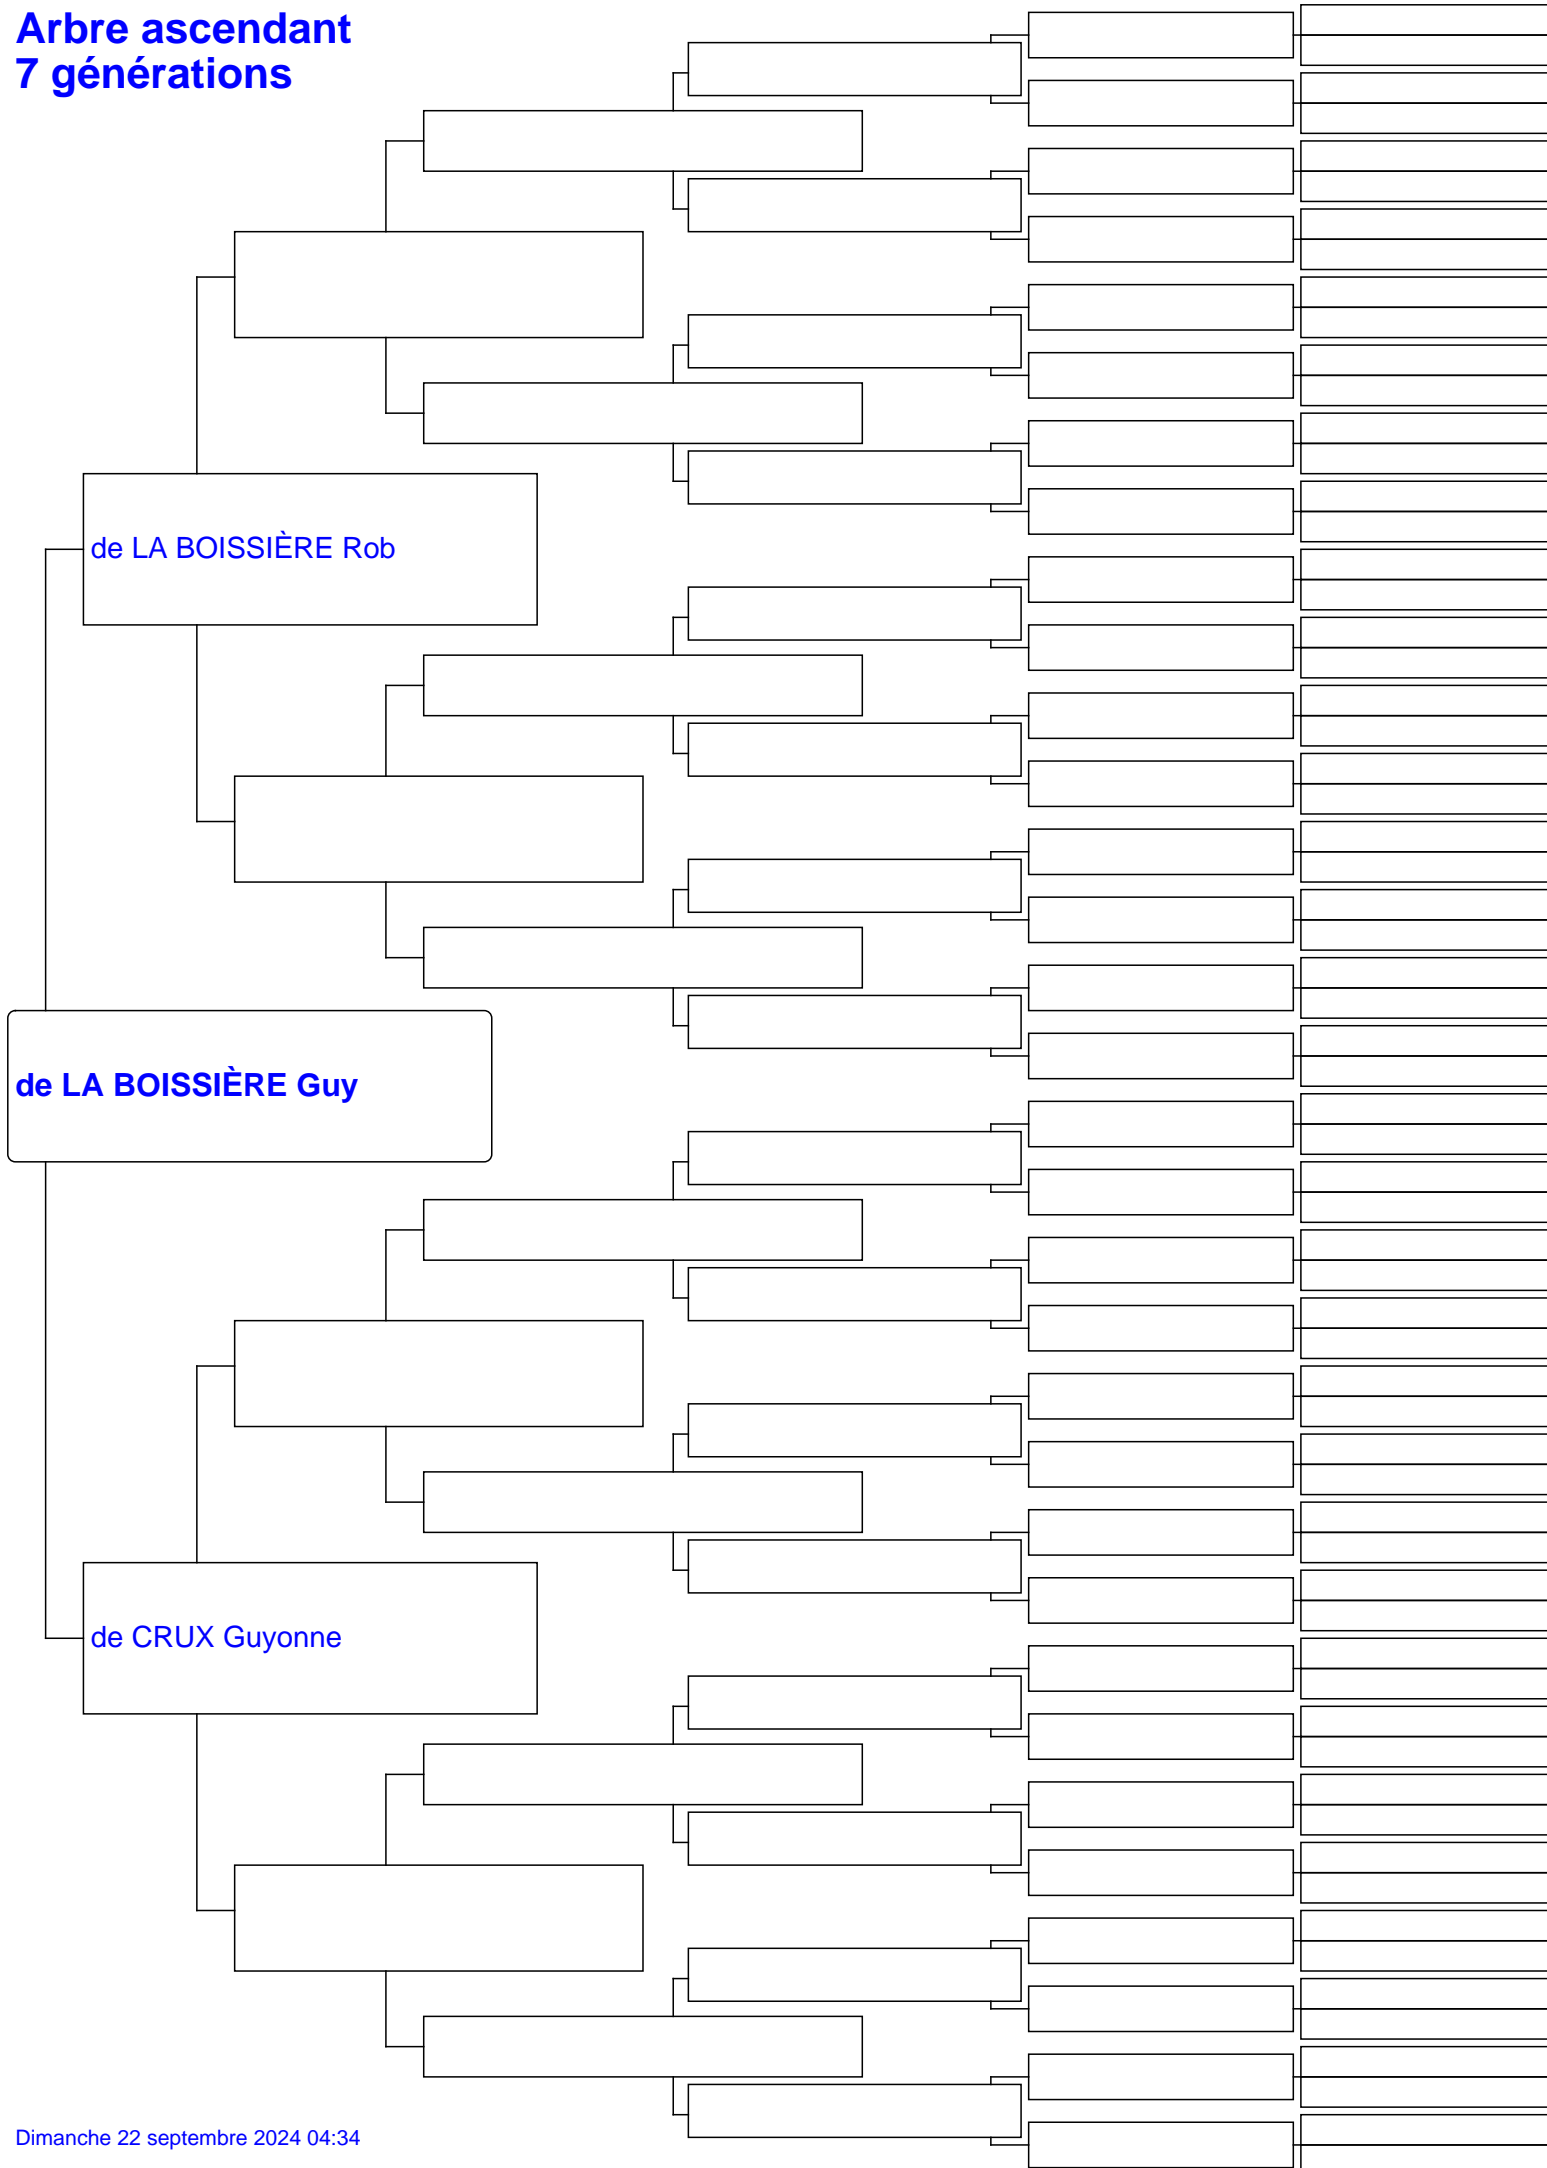 Arbre ascendant
7 générations
de LA BOISSIÈRE Rob
de LA BOISSIÈRE Guy
de CRUX Guyonne
Dimanche 22 septembre 2024 04:34